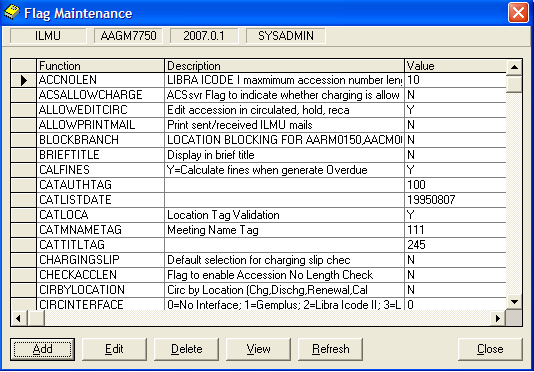 Flag Maintenance
ILMU AAGM7750 2007.0.1 SYSADMIN
Function Description Value
ACCNOLEN LIBRA ICODE I maxmimum accession number leng 10
ACSALLOWCHARGE ACSsvr Flag to indicate whether charging is allow N
ALLOWEDITCIRC Edit accession in circulated, hold, reca Y
ALLOWPRINTMAIL Print sent/received ILMU mails N
BLOCKBRANCH LOCATION BLOCKING FOR AARM0150,AACM00 N
BRIEFTITLE Display in brief title N
CALFINES Y=Calculate fines when generate Overdue Y
CATAUTHTAG 100
CATLISTDATE 19950807
CATLOCA Location Tag Validation Y
CATMNAMETAG Meeting Name Tag 111
CATTITLTAG 245
CHARGINGSLIP Default selection for charging slip chec N
CHECKACCLEN Flag to enable Accession No Length Check N
CIRBYLOCATION Circ by Location (Chg,Dischg,Renewal,Cal N
CIRCINTERFACE 0=No Interface; 1=Gemplus; 2=Libra Icode II; 3=L 0
Add Edit Delete View Refresh Close